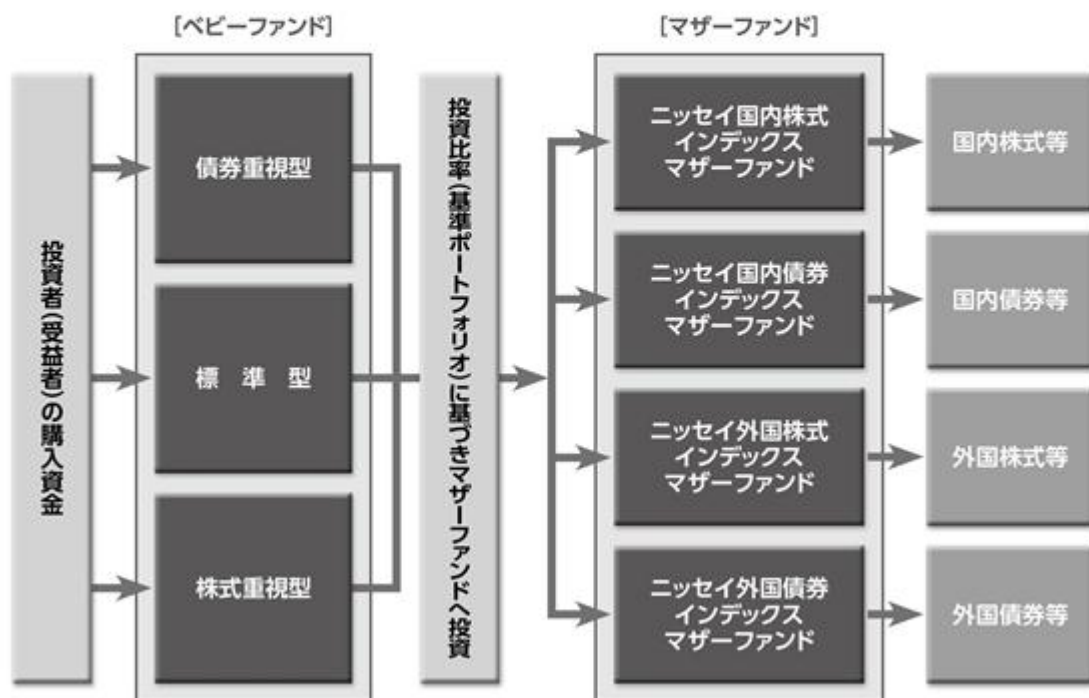 [ベビーファンド]
[マザーファンド]
投資者(受益者)の購入資金
債券重視型
標 準 型
株式重視型
投資比率(基準ポートフォリオ)に基づきマザーファンドへ投資
ニッセイ国内株式
インデックス
マザーファンド
国内株式等
ニッセイ国内債券
インデックス
マザーファンド
国内債券等
ニッセイ外国株式
インデックス
マザーファンド
外国株式等
ニッセイ外国債券
インデックス
マザーファンド
外国債券等